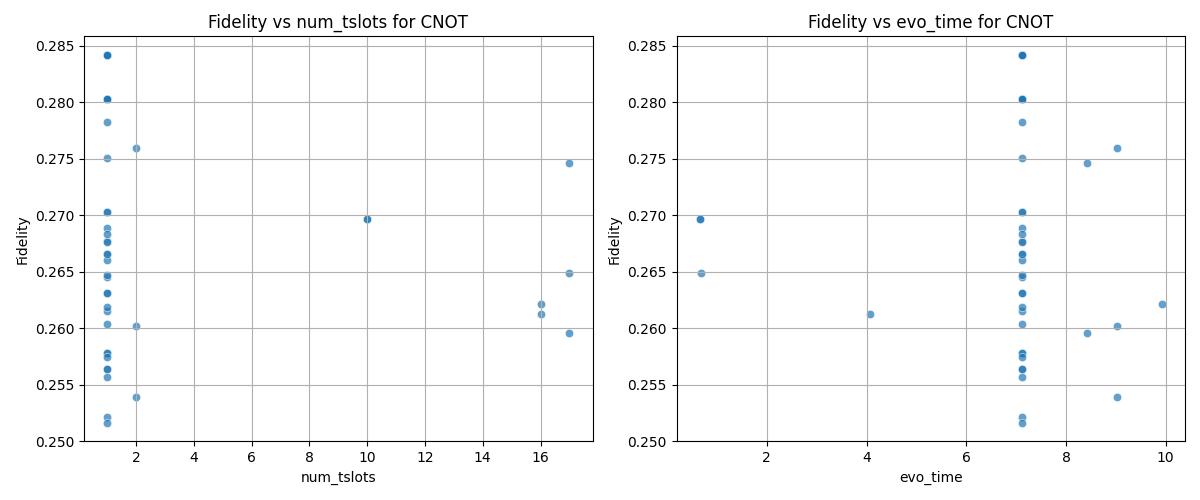 Fidelity vs num_tslots for CNOT
0.285
0.280
0.275
0.270
0.265
0.260
0.255
0.250
Fidelity
2 4 6 8 10 12 14 16
num_tslots
Fidelity vs evo_time for CNOT
0.285
0.280
0.275
0.270
0.265
0.260
0.255
0.250
Fidelity
2 4 6 8 10
evo_time